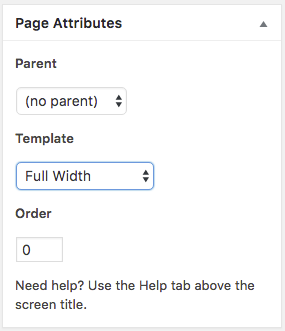 Page Attributes
Parent
(no parent)
Template
Full Width
Order
0
Need help? Use the Help tab above the
screen title.